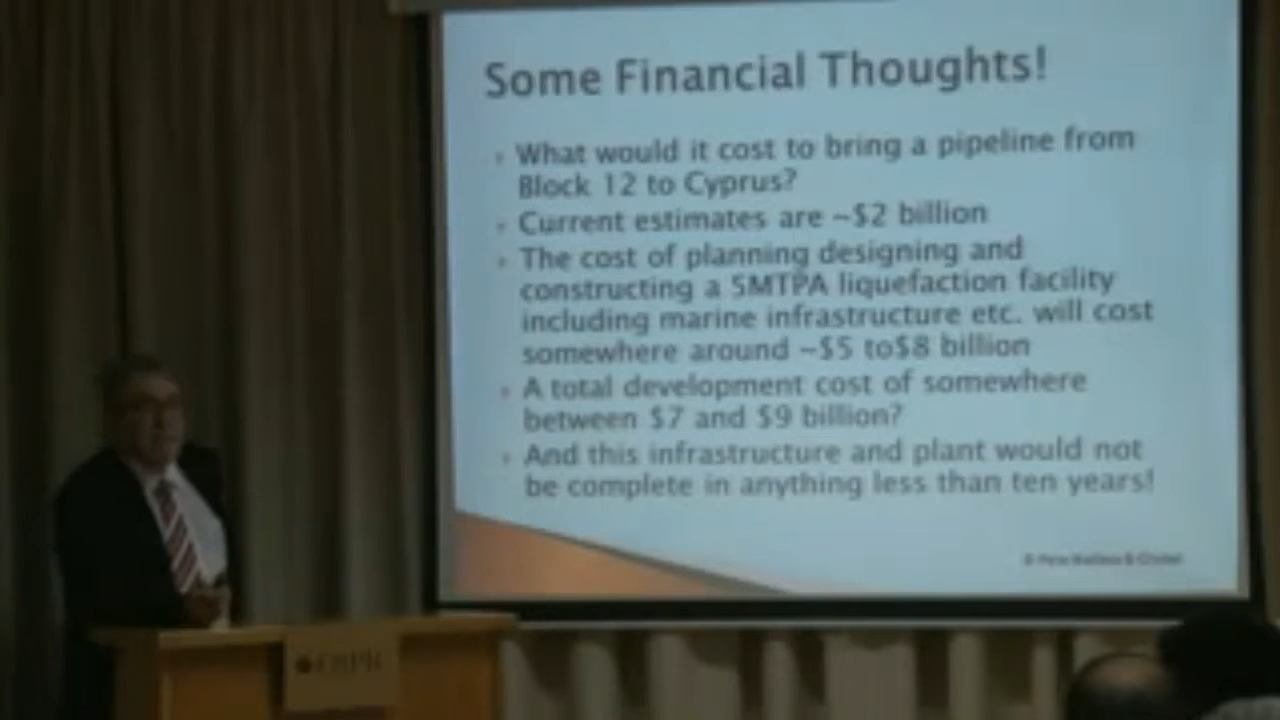 Some Financial Thoughts!
What would it cost to bring a pipeline from
Block 12 to Cyprus?
Current estimates are ~$2 billion
The cost of planning designing and
constructing a 5MTPA liquefaction facility
including marine infrastructure etc. will cost
somewhere around ~$5 to$8 billion
A total development cost of somewhere
between $7 and $9 billion?
And this infrastructure and plant would not
be complete in anything less than ten years!